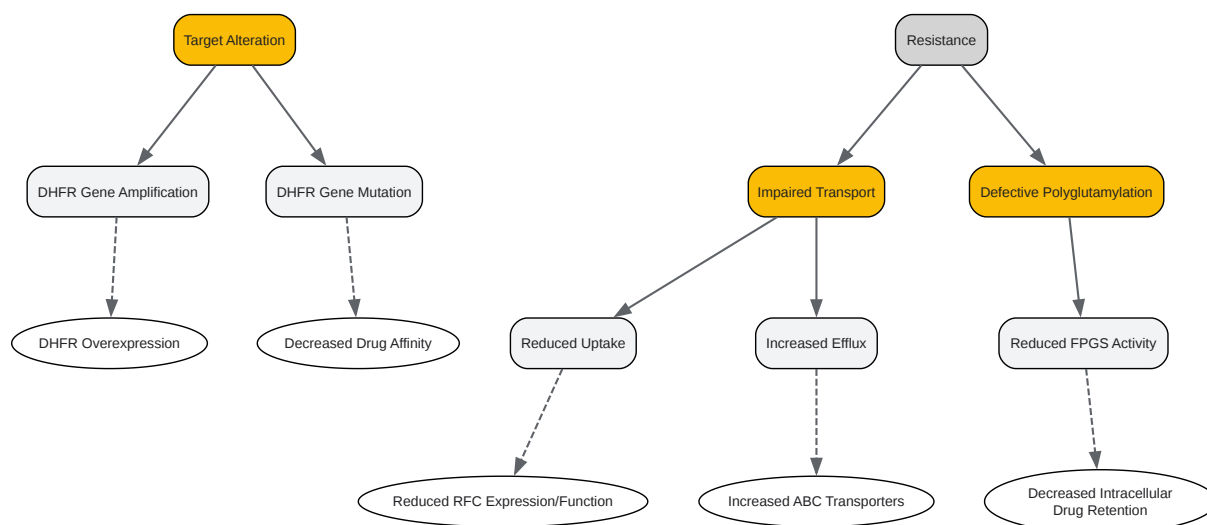 Target Alteration
Resistance
DHFR Gene Amplification
DHFR Gene Mutation
Impaired Transport
Defective Polyglutamylation
DHFR Overexpression
Decreased Drug Affinity
Reduced Uptake
Increased Efflux
Reduced FPGS Activity
Reduced RFC Expression/Function
Increased ABC Transporters
Decreased Intracellular
Drug Retention